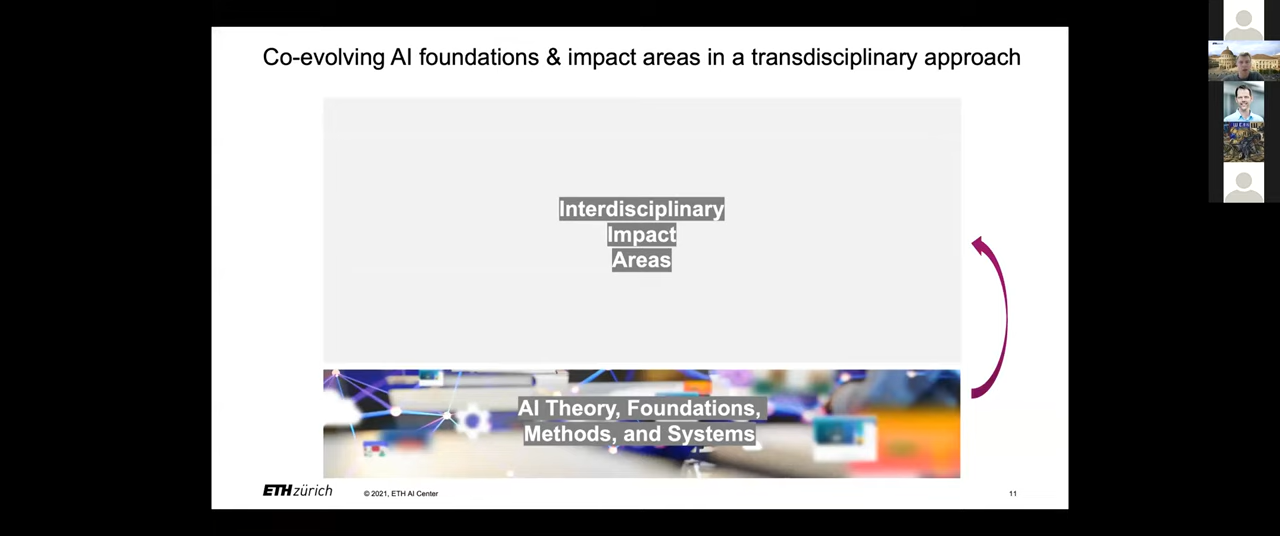 Co-evolving AI foundations & impact areas in a transdisciplinary approach
Interdisciplinary
Impact
Areas
AI Theory, Foundations,
Methods, and Systems
ETH zürich
© 2021, ETH AI Center
11